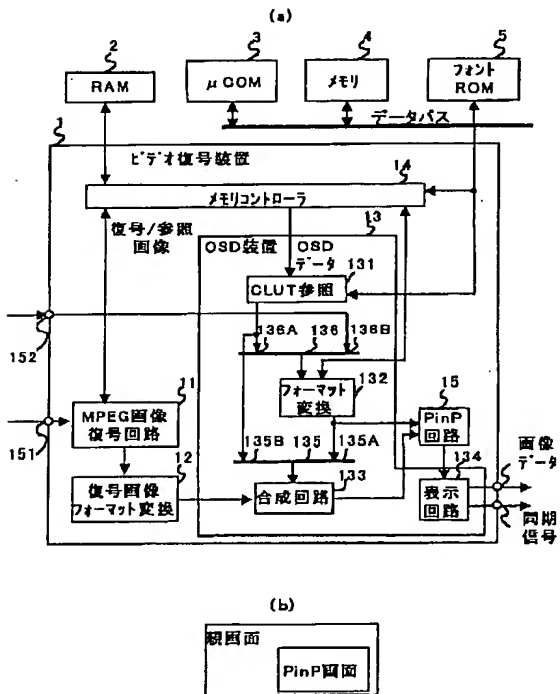 (a)
2
3
4
5
RAM
μCOM
メモリ
フォント
ROM
データバス
1
ビデオ復号装置
14
メモリコントローラ
復号/参照
画像
13
OSD装置
OSD
データ
131
CLUT参照
152
136A
136
136B
11
132
フォーマット
変換
15
MPEG画像
復号回路
PinP
回路
151
12
135B
135
135A
134
画像
データ
133
復号画像
フォーマット変換
合成回路
表示
回路
同期
信号
(b)
親画面
PinP画面